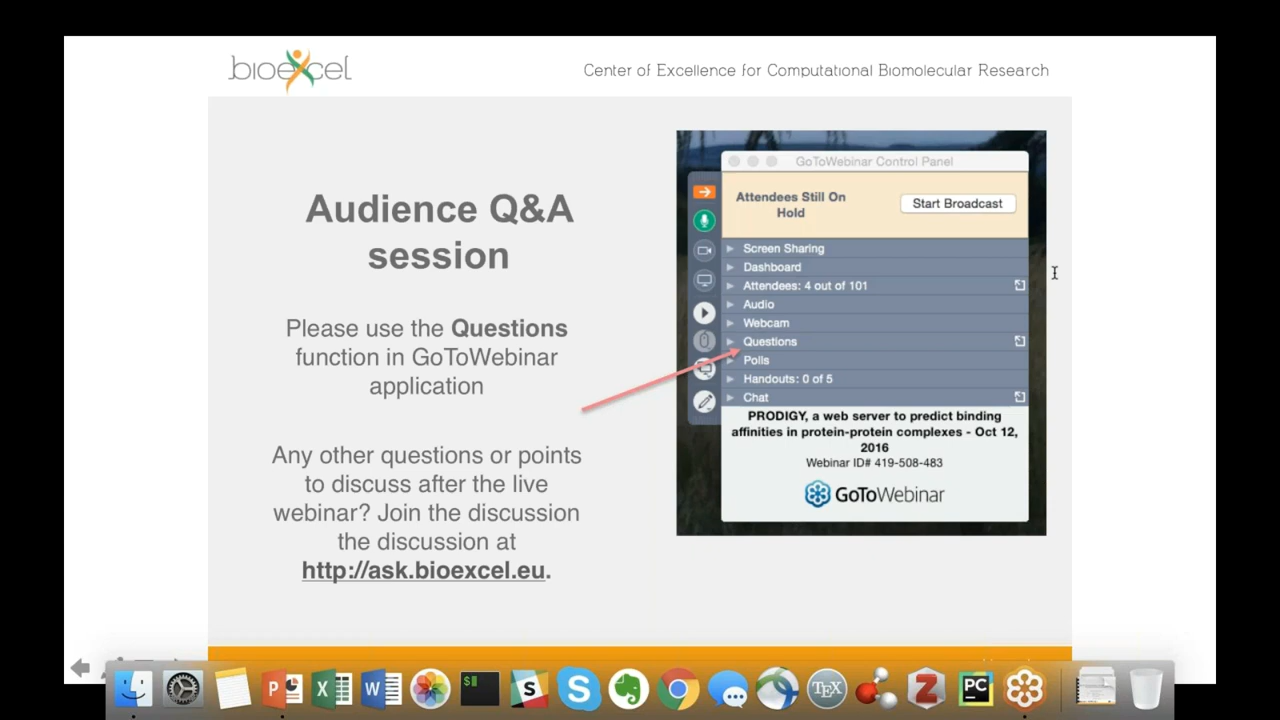 bioexcel
Center of Excellence for Computational Biomolecular Research
Audience Q&A
session
Please use the Questions
function in GoToWebinar
application
Any other questions or points
to discuss after the live
webinar? Join the discussion
the discussion at
http://ask.bioexcel.eu.
GoToWebinar Control Panel
Attendees Still On
Hold
Start Broadcast
Screen Sharing
Dashboard
Attendees: 4 out of 101
Audio
Webcam
Questions
Polls
Handouts: 0 of 5
Chat
PRODIGY, a web server to predict binding
affinities in protein-protein complexes - Oct 12,
2016
Webinar ID# 419-508-483
GoToWebinar
P X W $ S S TEX Z PC